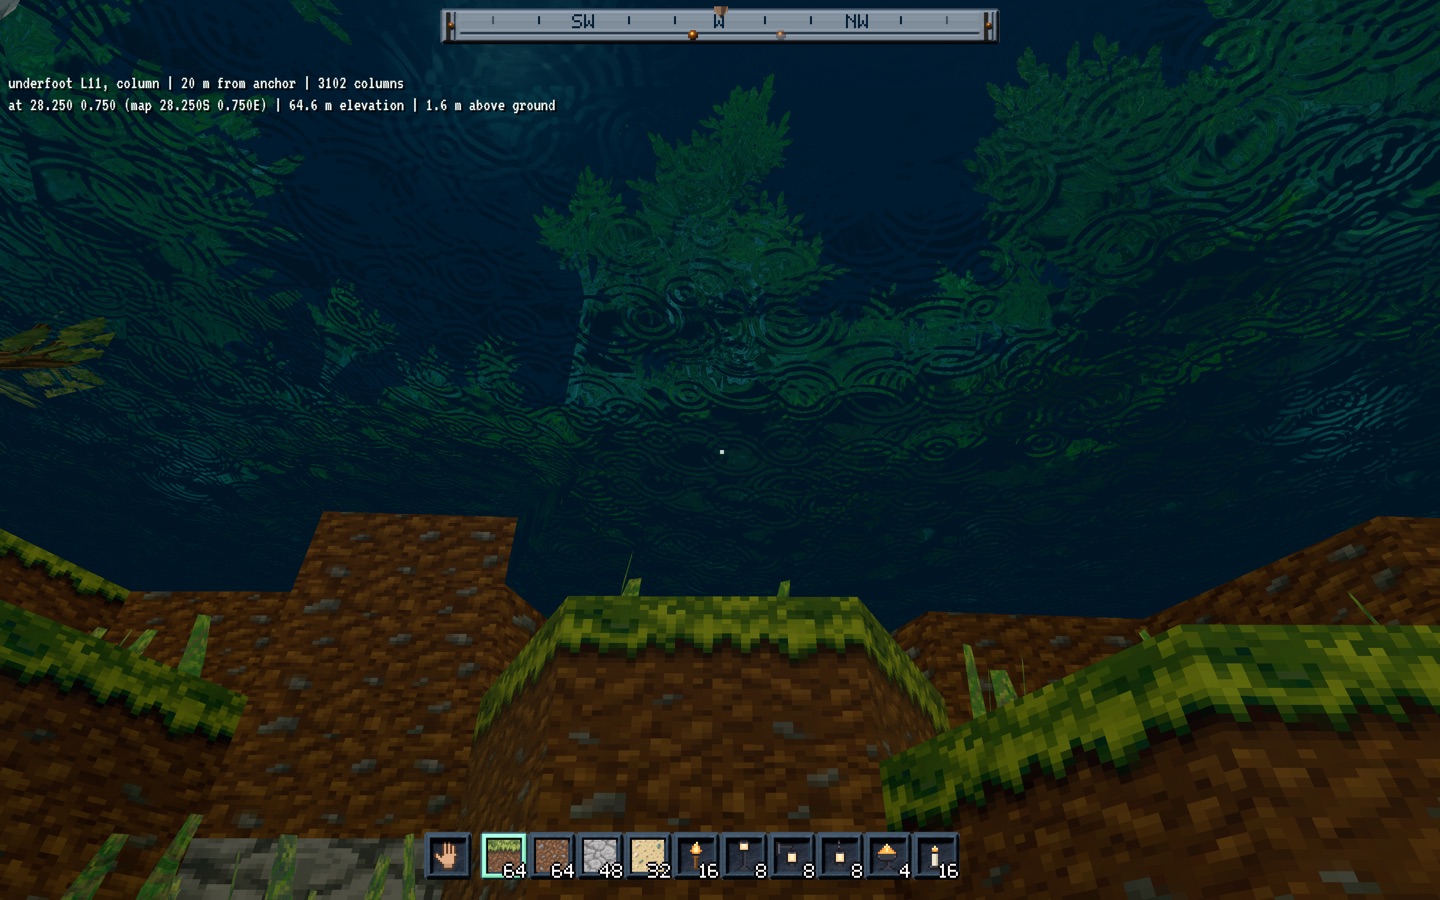 SW W NW
underfoot L11, column | 20 m from anchor | 3102 columns
at 28.250 0.750 (map 28.250S 0.750E) | 64.6 m elevation | 1.6 m above ground
64 64 48 32 16 8 8 8 4 16